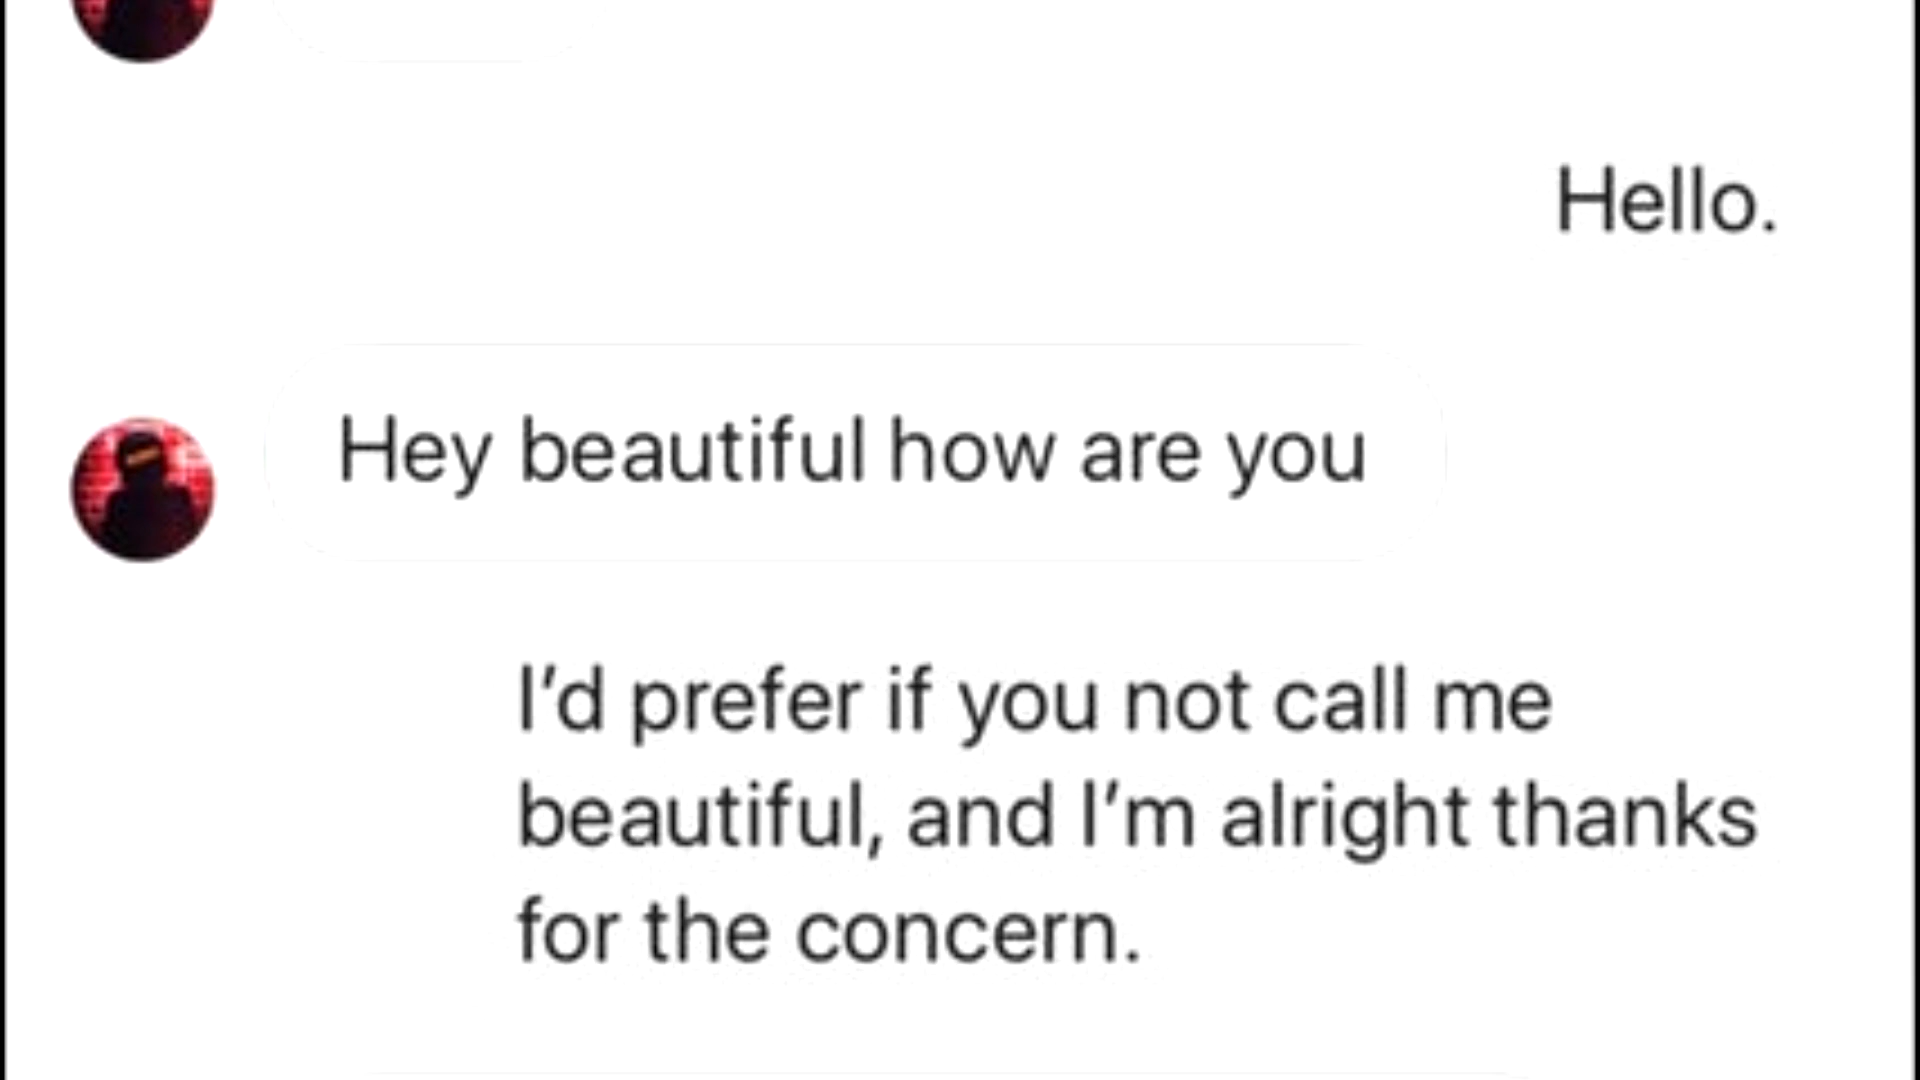 Hello.
Hey beautiful how are you
I’d prefer if you not call me
beautiful, and I’m alright thanks
for the concern.